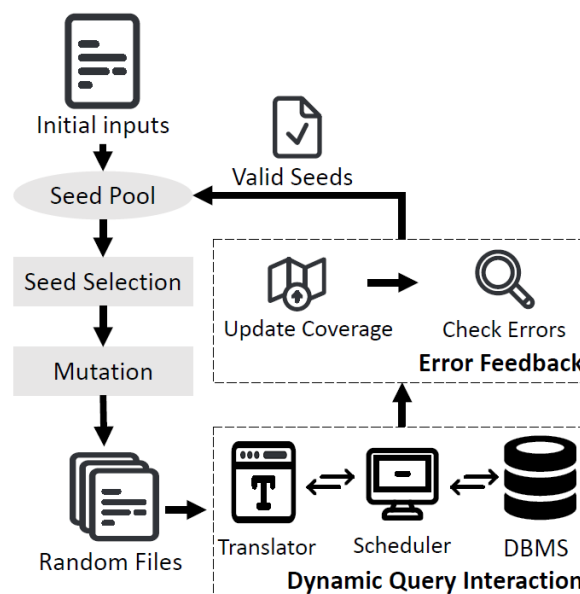 Initial inputs
Valid Seeds
Seed Pool
Seed Selection
Update Coverage
Check Errors
Error Feedback
Mutation
T
Random Files
Translator
Scheduler
DBMS
Dynamic Query Interaction